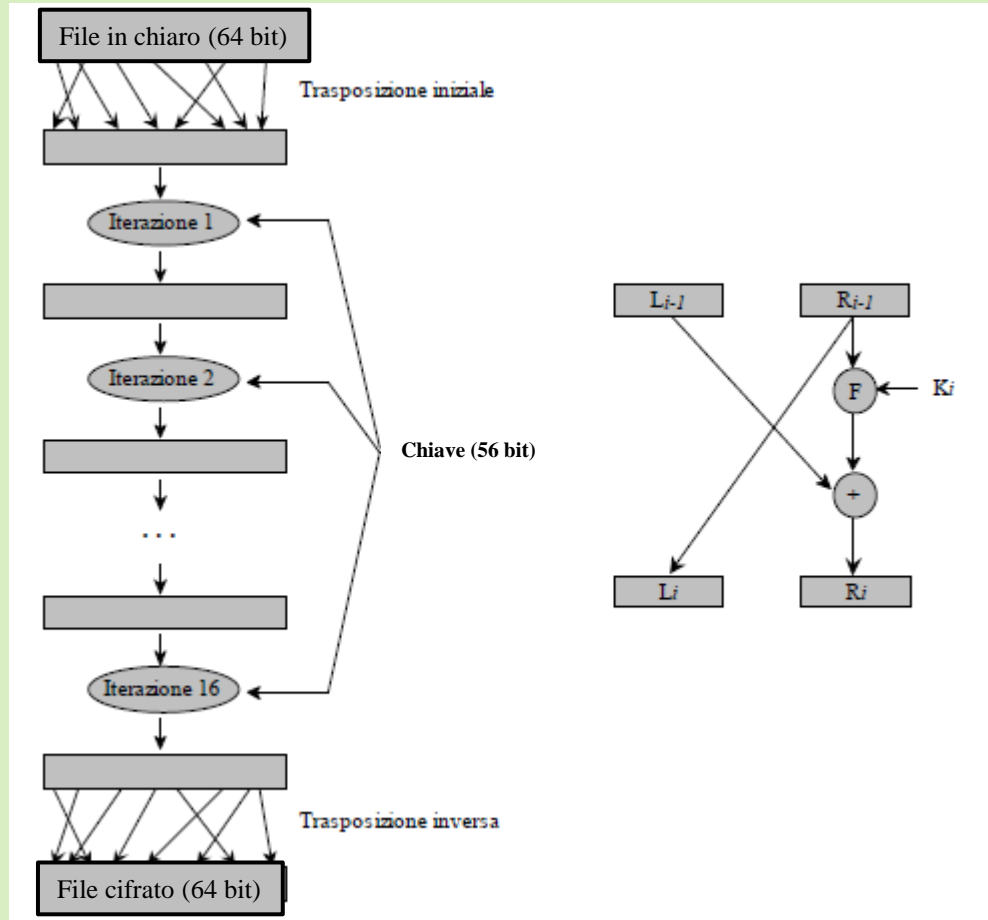 File in chiaro (64 bit)
Trasposizione iniziale
Iterazione 1
Iterazione 2
Chiave (56 bit)
. . .
Iterazione 16
Trasposizione inversa
File cifrato (64 bit)
Li-1
Ri-1
F
Ki
+
Li
Ri